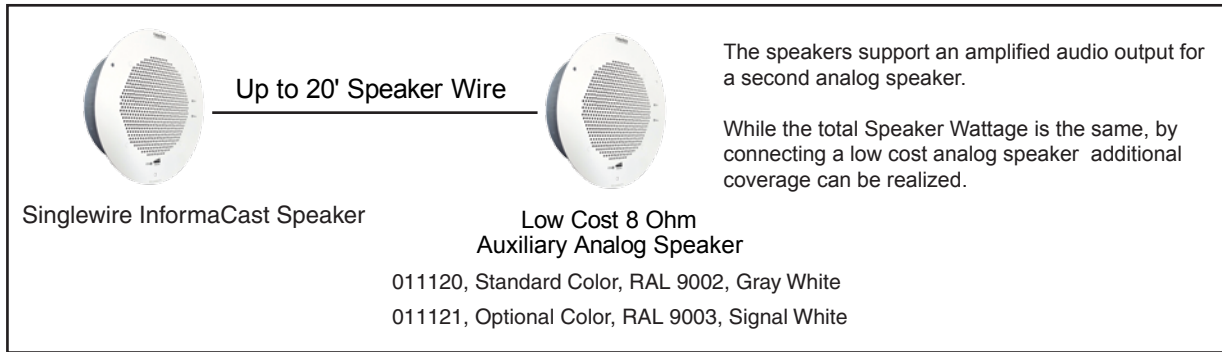 Up to 20' Speaker Wire
Singlewire InformaCast Speaker
Low Cost 8 Ohm
Auxiliary Analog Speaker
011120, Standard Color, RAL 9002, Gray White
011121, Optional Color, RAL 9003, Signal White
The speakers support an amplified audio output for
a second analog speaker.
While the total Speaker Wattage is the same, by
connecting a low cost analog speaker additional
coverage can be realized.